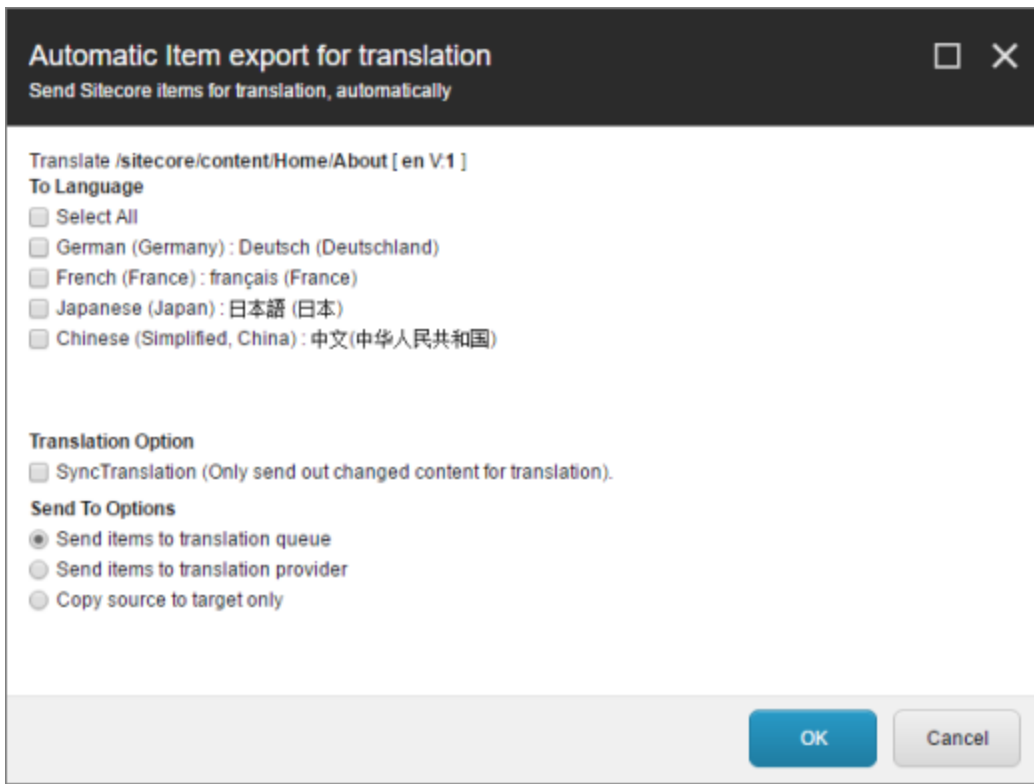 Automatic Item export for translation
Send Sitecore items for translation, automatically
Translate /sitecore/content/Home/About [ en V:1 ]
To Language
Select All
German (Germany) : Deutsch (Deutschland)
French (France) : français (France)
Japanese (Japan) : 日本語 (日本)
Chinese (Simplified, China) : 中文(中华人民共和国)
Translation Option
SyncTranslation (Only send out changed content for translation).
Send To Options
Send items to translation queue
Send items to translation provider
Copy source to target only
OK
Cancel